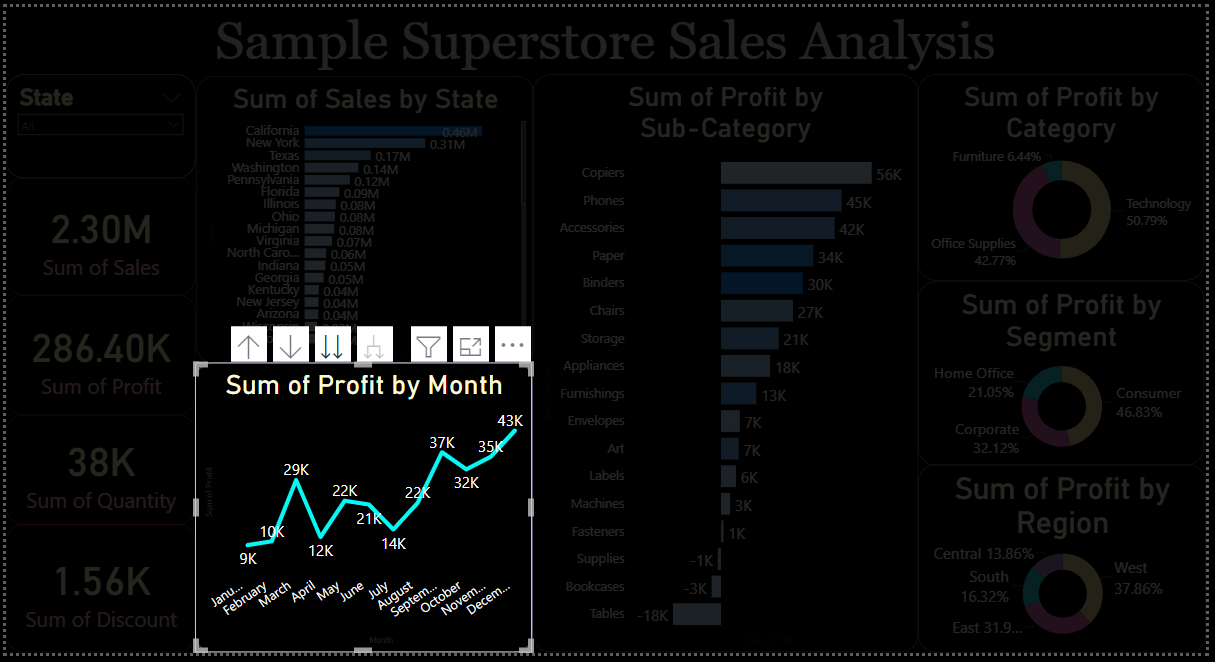 Sample Superstore Sales Analysis
State
All
2.30M
Sum of Sales
286.40K
Sum of Profit
38K
Sum of Quantity
1.56K
Sum of Discount
Sum of Sales by State
California 0.46M
New York 0.31M
Texas 0.17M
Washington 0.14M
Pennsylvania 0.12M
Florida 0.09M
Illinois 0.08M
Ohio 0.08M
Michigan 0.08M
Virginia 0.07M
North Caro... 0.06M
Indiana 0.05M
Georgia 0.05M
Kentucky 0.04M
New Jersey 0.04M
Arizona 0.04M
Sum of Profit by Month
Sum of Profit
9K
10K
29K
12K
22K
21K
14K
22K
37K
32K
35K
43K
Janu...
February
March
April
May
June
July
August
Septem...
October
Novem...
Decem...
Month
Sum of Profit by
Sub-Category
Copiers 56K
Phones 45K
Accessories 42K
Paper 34K
Binders 30K
Chairs 27K
Storage 21K
Appliances 18K
Furnishings 13K
Envelopes 7K
Art 7K
Labels 6K
Machines 3K
Fasteners 1K
Supplies -1K
Bookcases -3K
Tables -18K
Sum of Profit by
Category
Furniture 6.44%
Technology
50.79%
Office Supplies
42.77%
Sum of Profit by
Segment
Home Office
21.05%
Consumer
46.83%
Corporate
32.12%
Sum of Profit by
Region
Central 13.86%
West
37.86%
South
16.32%
East 31.9...